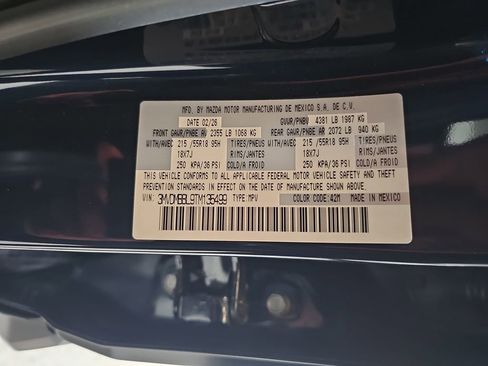 MFD. BY MAZDA MOTOR MANUFACTURING DE MEXICO S.A. DE C.V.
DATE 02/26 GVWR/PNBV 4381 LB 1987 KG
FRONT GAWR/PNBE AV 2355 LB 1068 KG REAR GAWR/PNBE AR 2072 LB 940 KG
WITH/AVEC 215 /55R18 95H TIRES/PNEUS WITH/AVEC 215 /55R18 95H TIRES/PNEUS
18X7J RIMS/JANTES 18X7J RIMS/JANTES
250 KPA/36 PSI COLD/A FROID 250 KPA/36 PSI COLD/A FROID
THIS VEHICLE CONFORMS TO ALL APPLICABLE FEDERAL MOTOR VEHICLE SAFETY AND THEFT
PREVENTION STANDARDS IN EFFECT ON THE DATE OF MANUFACTURE SHOWN ABOVE.
VIN: 3MVDMBBL9TM135499 TYPE:MPV COLOR CODE:42M MADE IN MEXICO